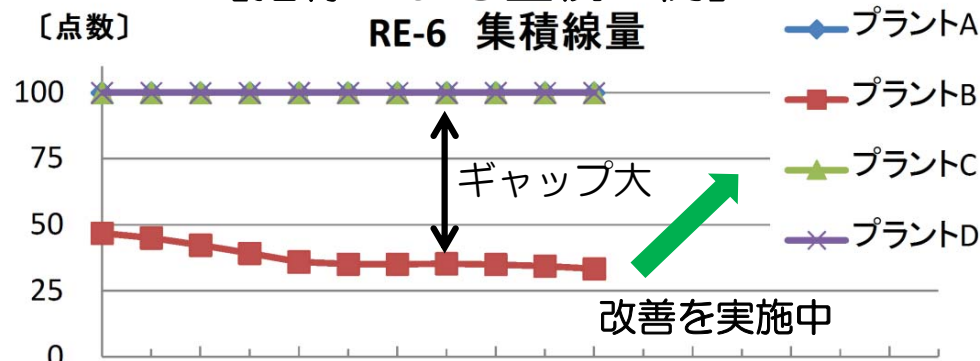 〔点数〕
RE-6 集積線量
プラントA
プラントB
プラントC
プラントD
100
75
50
25
0
ギャップ大
改善を実施中